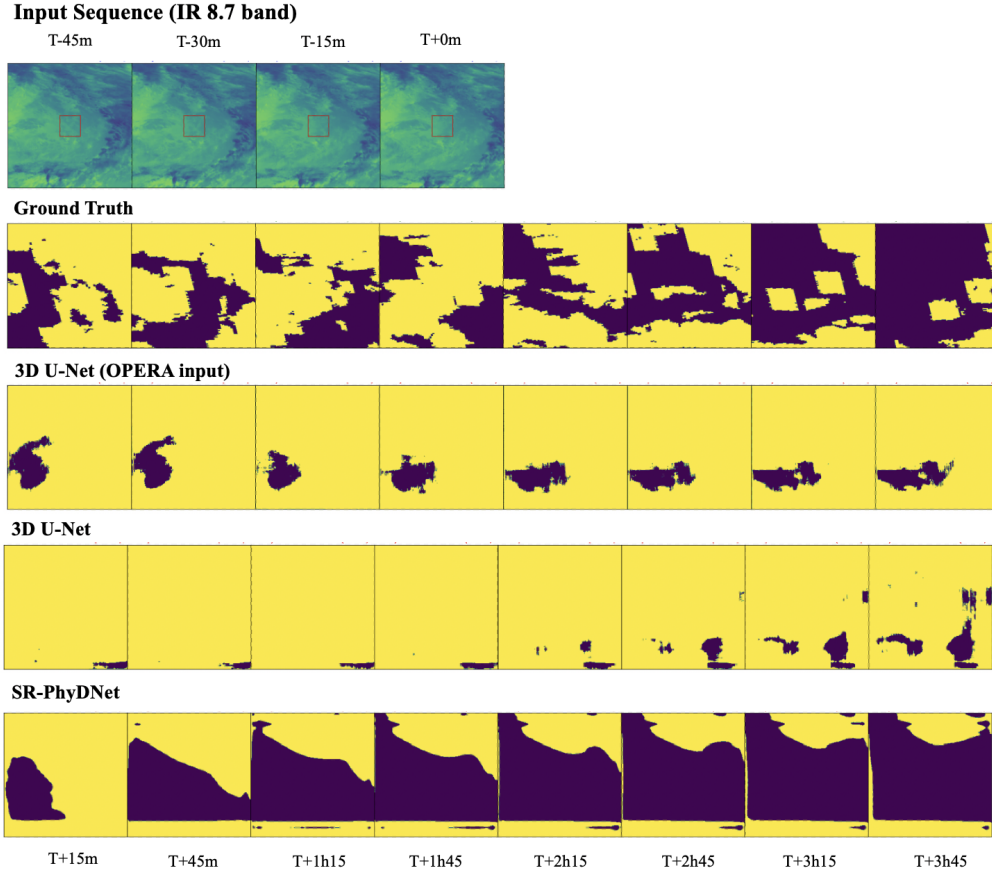 Input Sequence (IR 8.7 band)
T-45m T-30m T-15m T+0m
Ground Truth
3D U-Net (OPERA input)
3D U-Net
SR-PhyDNet
T+15m T+45m T+1h15 T+1h45 T+2h15 T+2h45 T+3h15 T+3h45